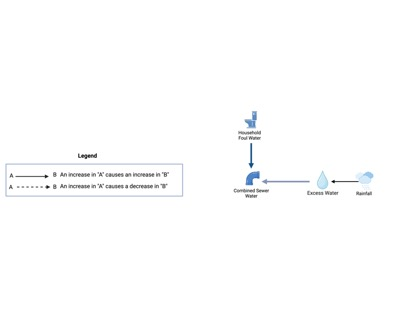 Household
Foul Water
Legend
A B An increase in "A" causes an increase in "B"
A B An increase in "A" causes a decrease in "B"
Combined Sewer
Water
Excess Water
Rainfall